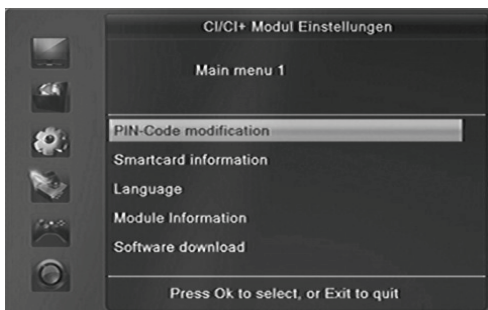 CI/CI+ Modul Einstellungen
Main menu 1
PIN-Code modification
Smartcard information
Language
Module Information
Software download
Press Ok to select, or Exit to quit